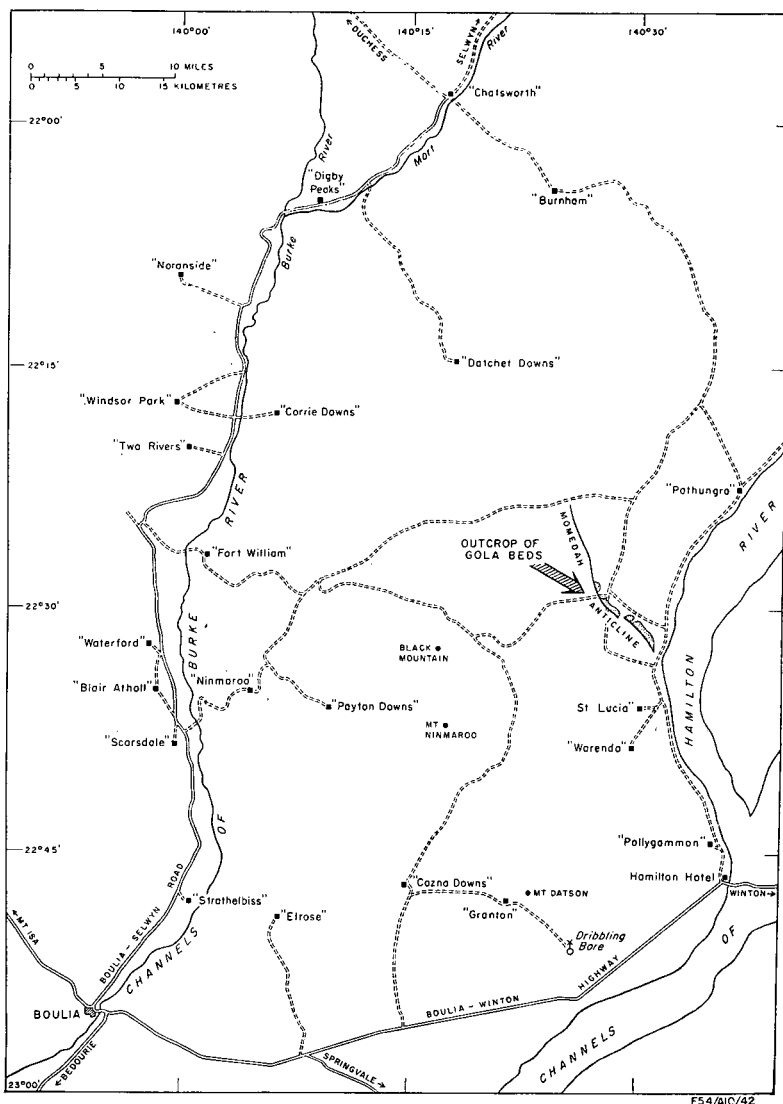 140°00'
140°15'
140°30'
0 5 10 MILES
0 5 10 15 KILOMETRES
DUCHESS
SELWYN
River
"Chatsworth"
22°00'
River
Mort
"Digby
Peaks"
"Burnham"
Burke
"Noranside"
22°15'
"Datchet Downs"
"Windsor Park"
"Corrie Downs"
"Two Rivers"
"Pathungra"
RIVER
RIVER
MOMEDAH
OUTCROP OF
GOLA BEDS
"Fort William"
22°30'
ANTICLINE
BURKE
"Waterford"
BLACK
MOUNTAIN
HAMILTON
"Blair Atholl"
"Ninmaroo"
"Payton Downs"
St Lucia"
MT
NINMAROO
"Scarsdale"
"Warenda"
OF
22°45'
"Pollygammon"
Hamilton Hotel
"Cozna Downs"
MT DATSON
WINTON
"Strathelbiss"
"Granton"
"Elrose"
MT ISA
BOULIA-SELWYN ROAD
Dribbling
Bore
OF
CHANNELS
HIGHWAY
BOULIA
BOULIA-WINTON
CHANNELS
BEDOURIE
SPRINGVALE
23°00'
F54/A10/42